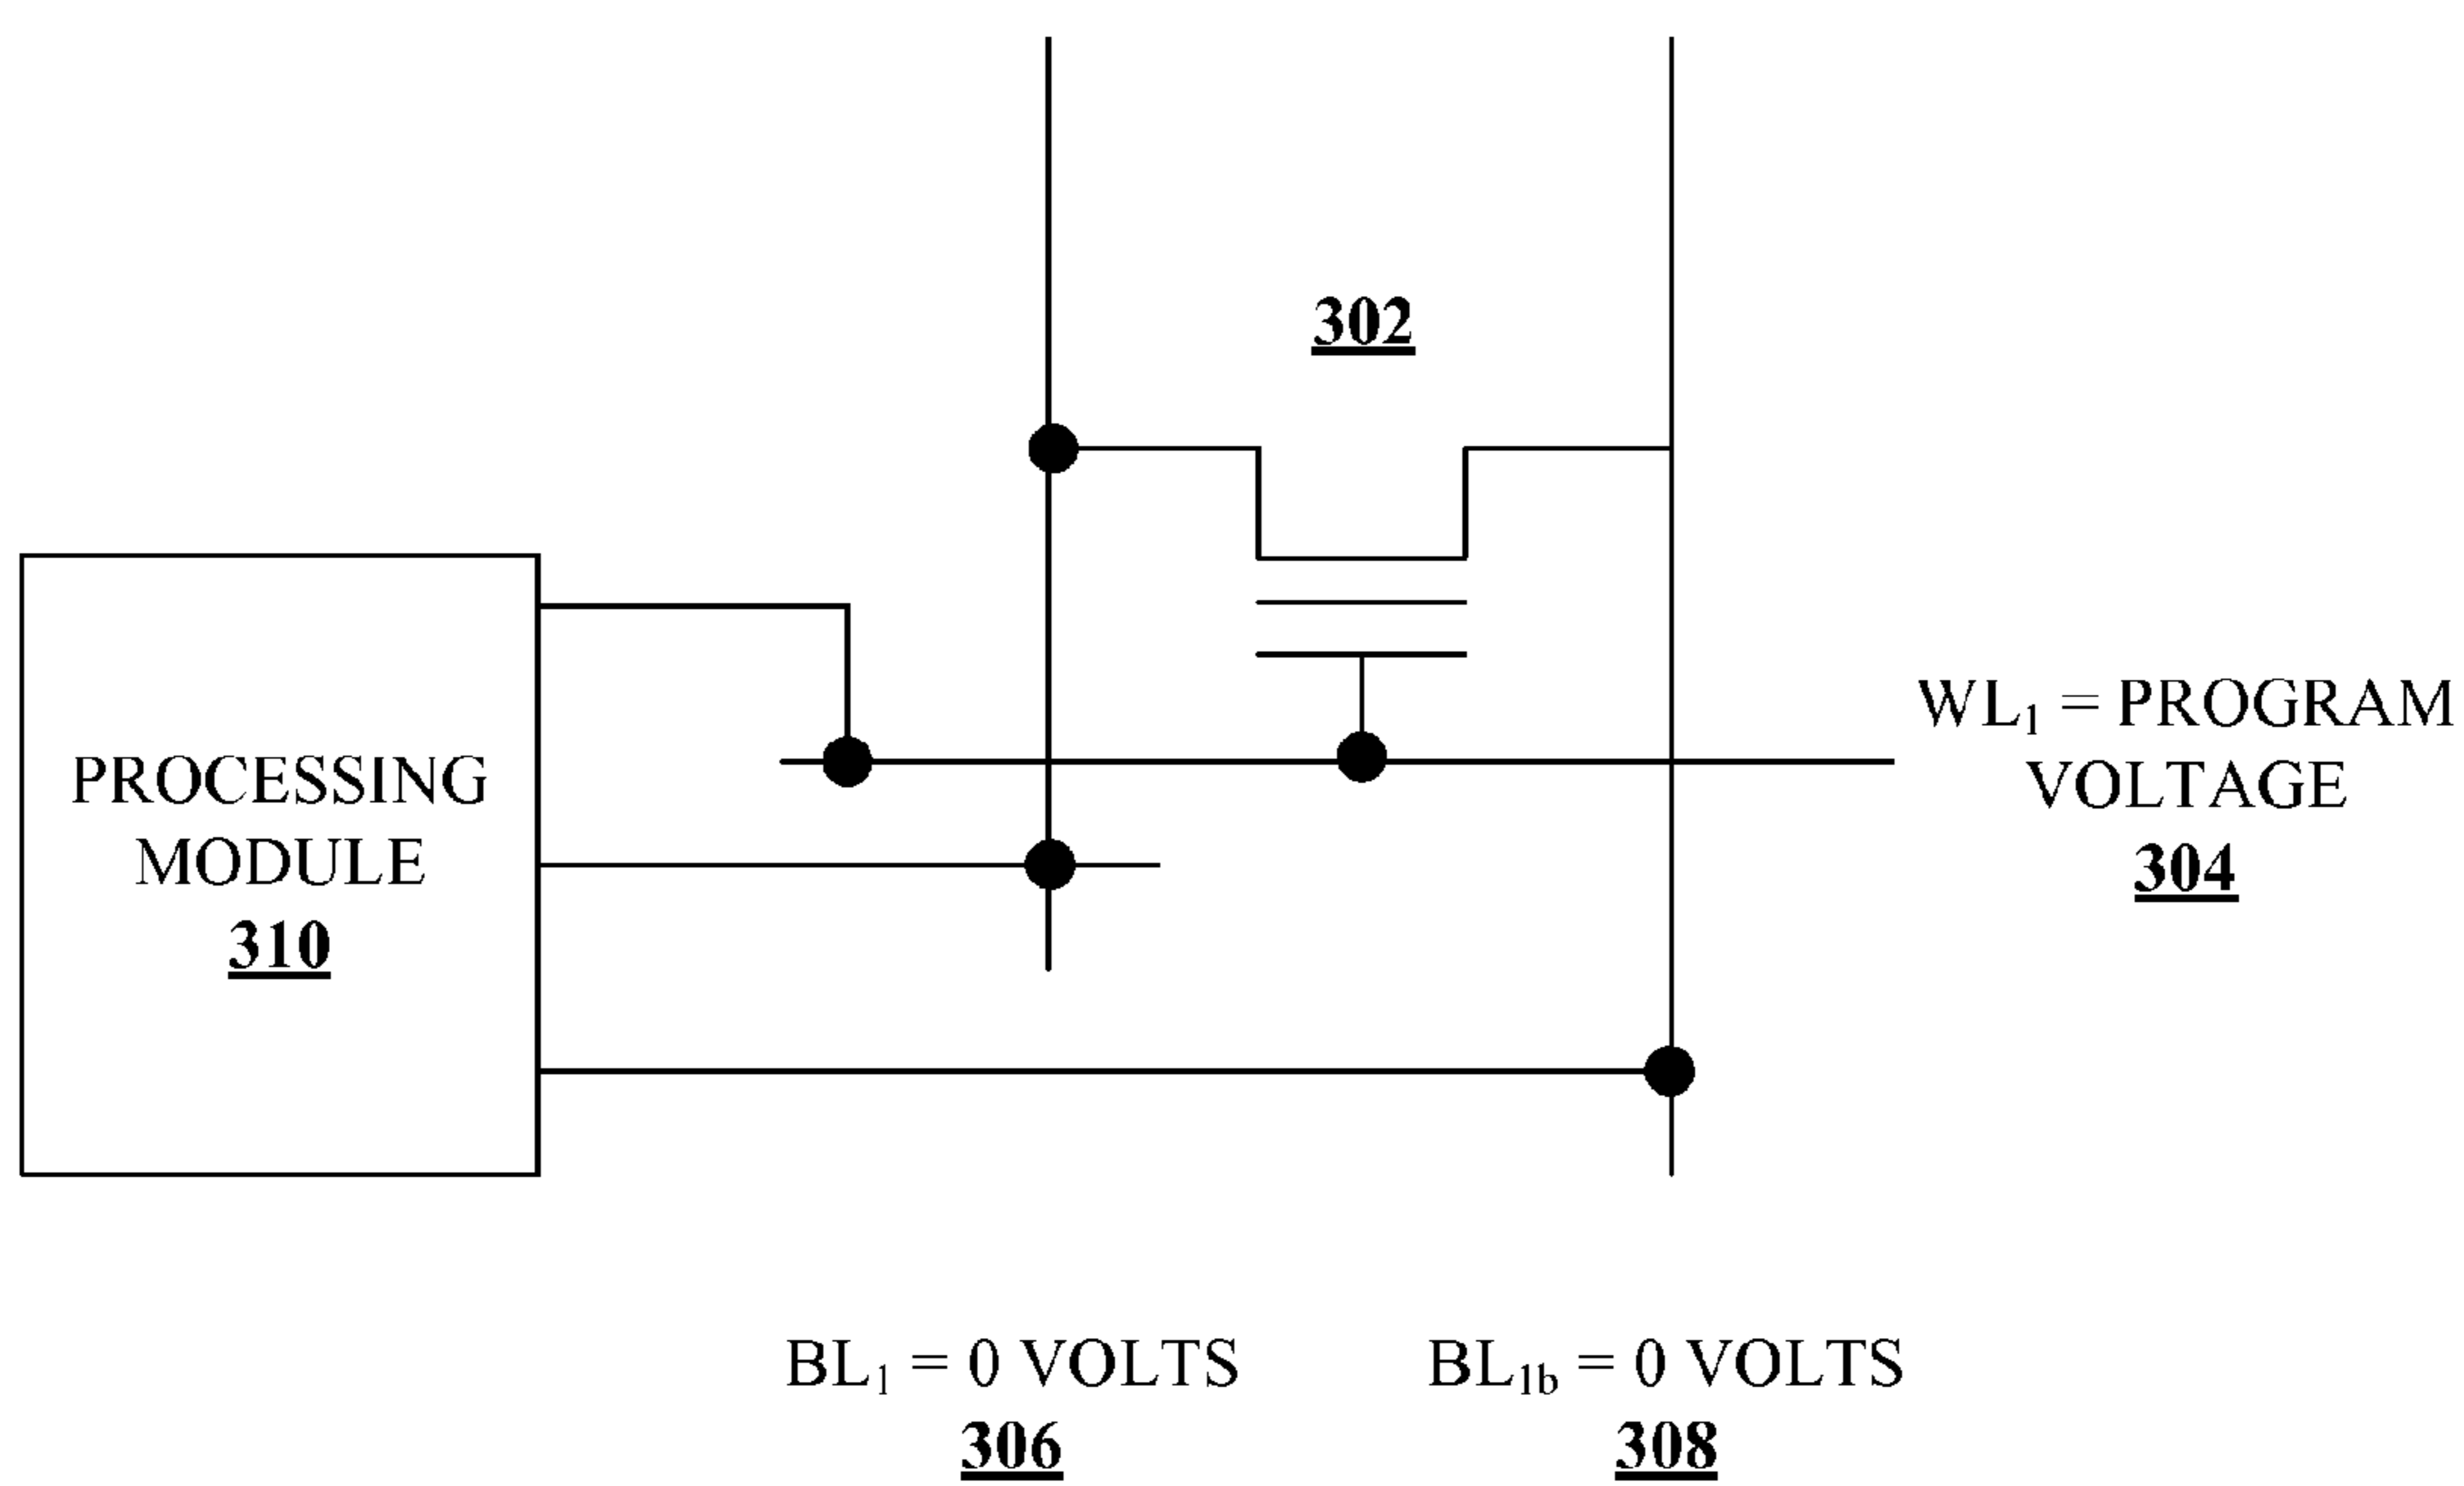 302
PROCESSING
MODULE
310
WL₁ = PROGRAM
VOLTAGE
304
BL₁ = 0 VOLTS
306
BL₁b = 0 VOLTS
308